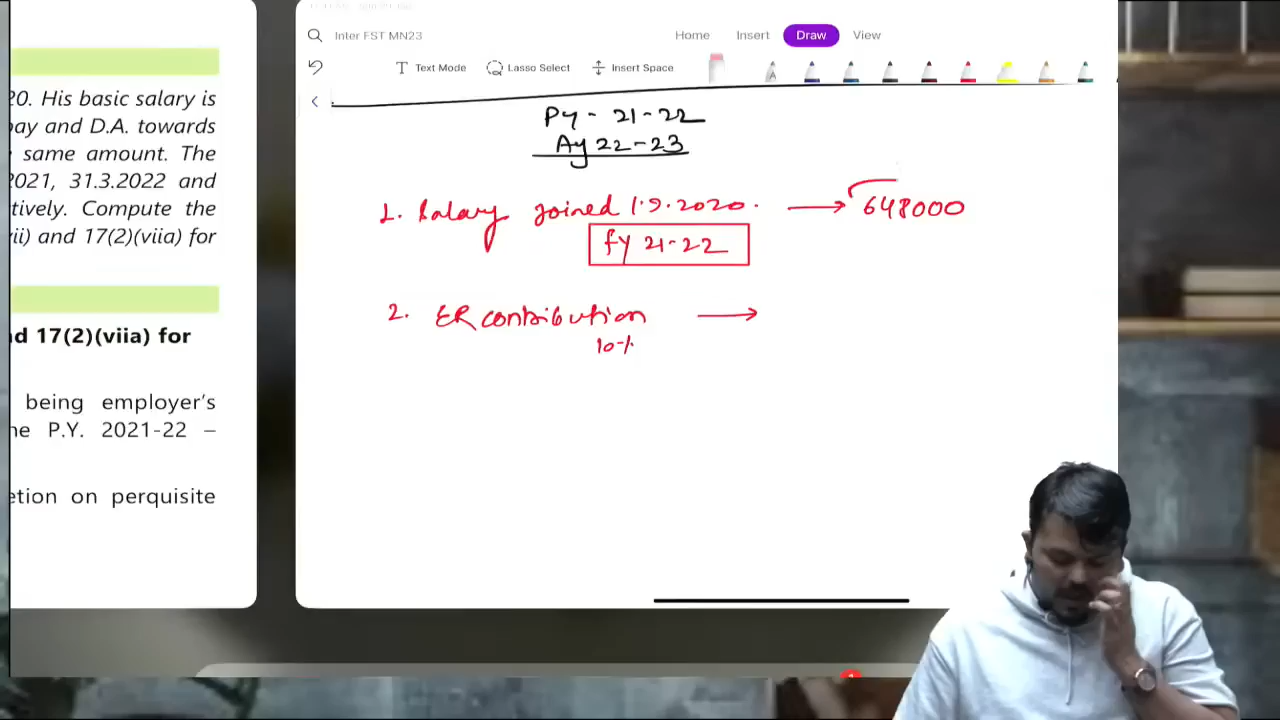 20. His basic salary is
pay and D.A. towards
same amount. The
2021, 31.3.2022 and
tively. Compute the
ii) and 17(2)(viia) for
nd 17(2)(viia) for
being employer's
he P.Y. 2021-22 –
etion on perquisite
Inter FST MN23
Home Insert Draw View
Text Mode Lasso Select Insert Space
Py - 21-22
Ay 22-23
1. Salary joined 1.9.2020. → 648000
fy 21-22
2. ER contribution →
10%